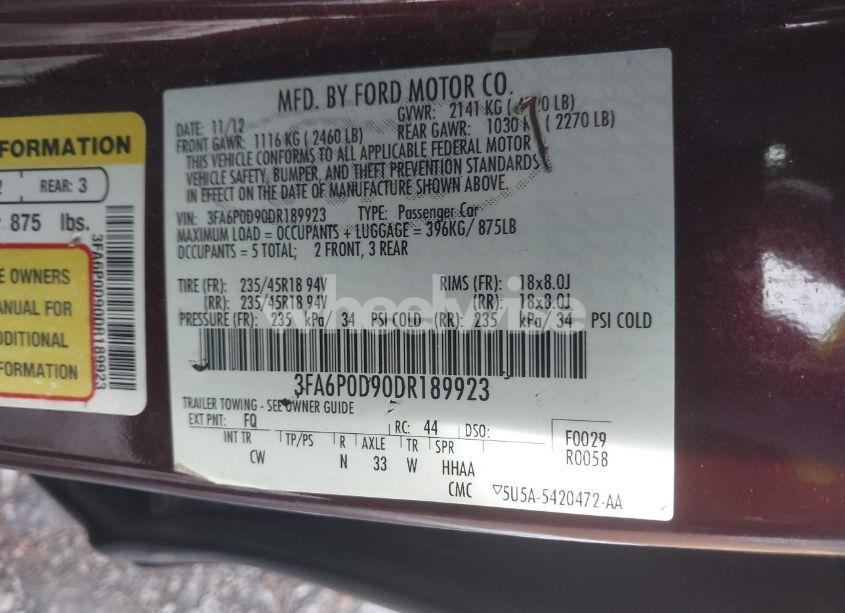 FORMATION
2 REAR: 3
875 lbs.
E OWNERS
ANUAL FOR
DDITIONAL
FORMATION
3FA6P0D90DR189923
MFD. BY FORD MOTOR CO.
DATE: 11/12 GVWR: 2141 KG ( 0 LB)
FRONT GAWR: 1116 KG ( 2460 LB) REAR GAWR: 1030 K ( 2270 LB)
THIS VEHICLE CONFORMS TO ALL APPLICABLE FEDERAL MOTOR
VEHICLE SAFETY, BUMPER, AND THEFT PREVENTION STANDARDS
IN EFFECT ON THE DATE OF MANUFACTURE SHOWN ABOVE.
VIN: 3FA6P0D90DR189923 TYPE: Passenger Car
MAXIMUM LOAD = OCCUPANTS + LUGGAGE = 396KG/ 875LB
OCCUPANTS = 5 TOTAL; 2 FRONT, 3 REAR
TIRE (FR): 235/45R18 94V RIMS (FR): 18x8.0J
(RR): 235/45R18 94V (RR): 18x8.0J
PRESSURE (FR): 235 kPa/ 34 PSI COLD (RR): 235 kPa/ 34 PSI COLD
wheelwise
3FA6P0D90DR189923
TRAILER TOWING - SEE OWNER GUIDE
EXT PNT: FQ RC: 44 DSO: F0029
INT TR TP/PS R AXLE TR SPR R0058
CW N 33 W HHAA
CMC ▽5U5A-5420472-AA